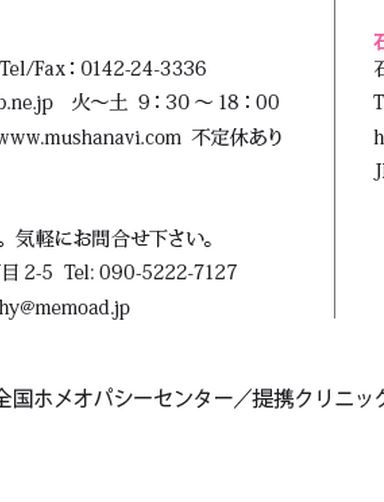 Tel/Fax：0142-24-3336
o.ne.jp　火～土 9：30 ～ 18：00
www.mushanavi.com 不定休あり
。気軽にお問合せ下さい。
目 2-5 Tel: 090-5222-7127
hy@memoad.jp
石
石
T
h
J
全国ホメオパシーセンター／提携クリニック